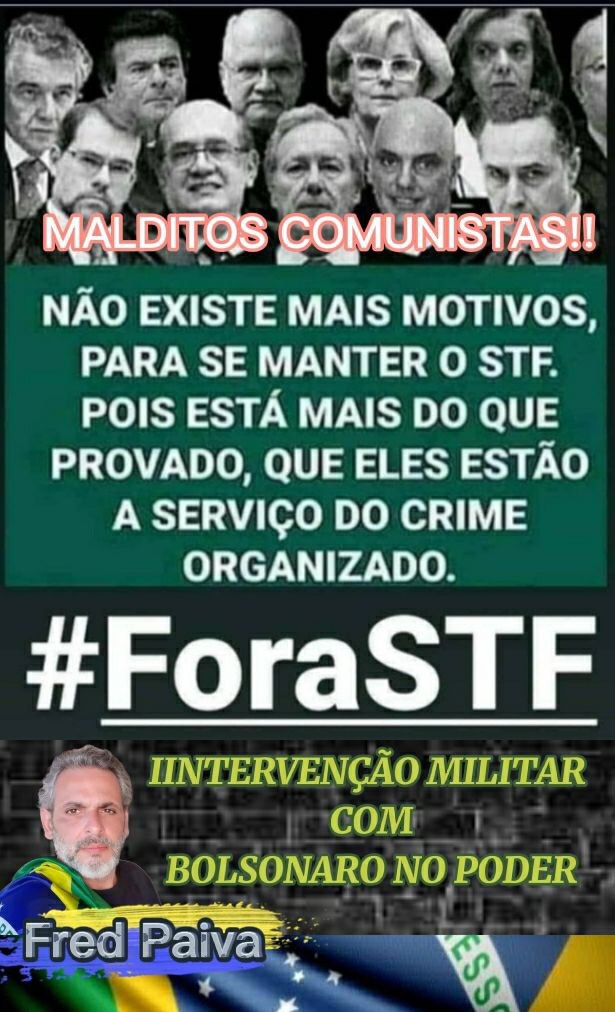 MALDITOS COMUNISTAS!!
NÃO EXISTE MAIS MOTIVOS,
PARA SE MANTER O STF.
POIS ESTÁ MAIS DO QUE
PROVADO, QUE ELES ESTÃO
A SERVIÇO DO CRIME
ORGANIZADO.
#ForaSTF
IINTERVENÇÃO MILITAR
COM
BOLSONARO NO PODER
Fred Paiva
ESSO